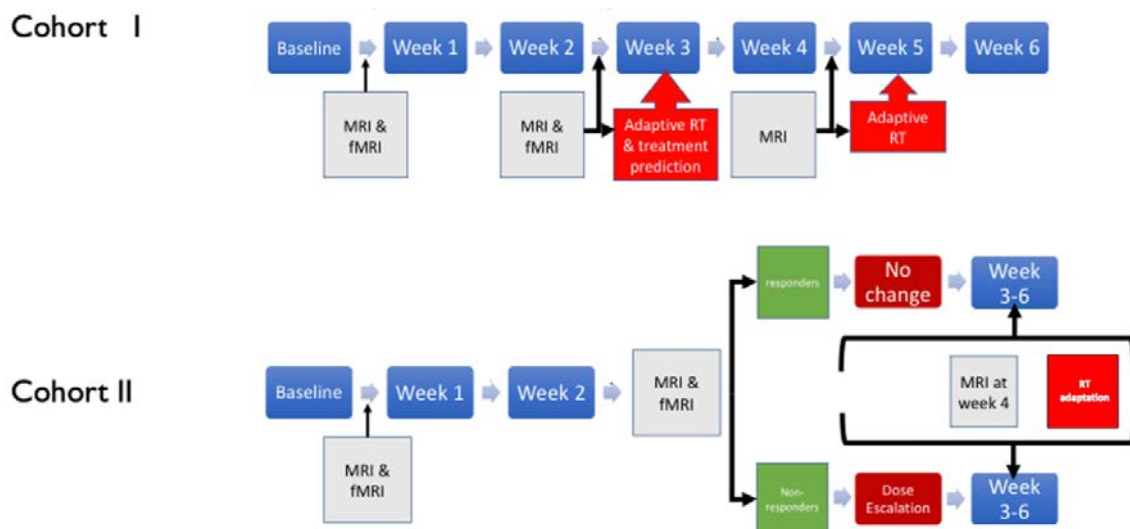 Cohort I
Baseline
Week 1
Week 2
Week 3
Week 4
Week 5
Week 6
MRI &
fMRI
MRI &
fMRI
Adaptive RT
& treatment
prediction
MRI
Adaptive
RT
Cohort II
Baseline
Week 1
Week 2
MRI &
fMRI
MRI &
fMRI
responders
No
change
Week
3-6
MRI at
week 4
RT
adaptation
Non-
responders
Dose
Escalation
Week
3-6